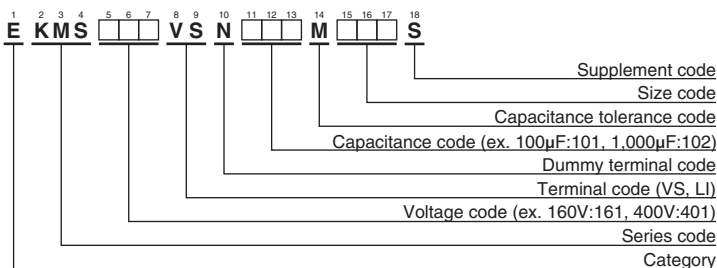 1 2 3 4 5 6 7 8 9 10 11 12 13 14 15 16 17 18
E KMS □□□ VS N □□□ M □□□ S
Supplement code
Size code
Capacitance tolerance code
Capacitance code (ex. 100µF:101, 1,000µF:102)
Dummy terminal code
Terminal code (VS, LI)
Voltage code (ex. 160V:161, 400V:401)
Series code
Category